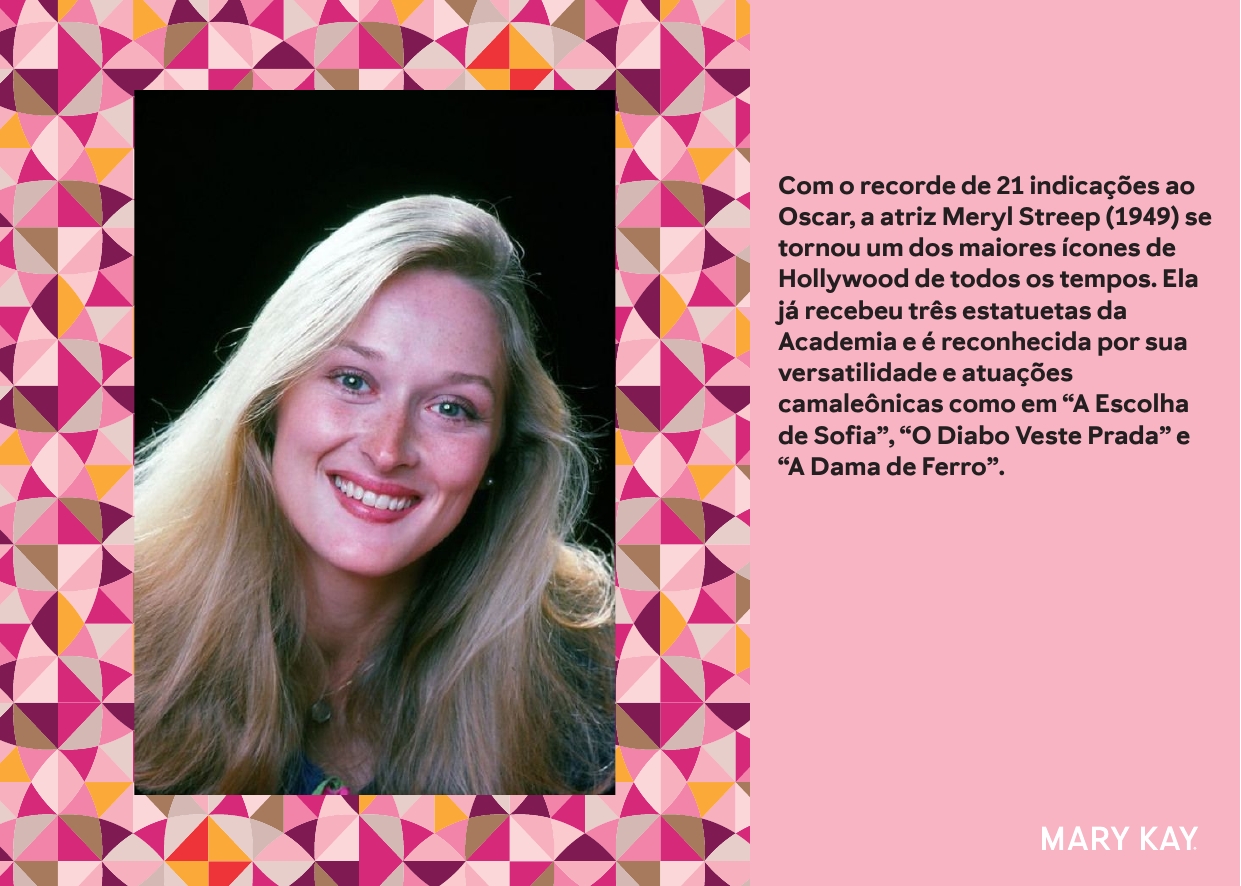 Com o recorde de 21 indicações ao
Oscar, a atriz Meryl Streep (1949) se
tornou um dos maiores ícones de
Hollywood de todos os tempos. Ela
já recebeu três estatuetas da
Academia e é reconhecida por sua
versatilidade e atuações
camaleônicas como em “A Escolha
de Sofia”, “O Diabo Veste Prada” e
“A Dama de Ferro”.
MARY KAY